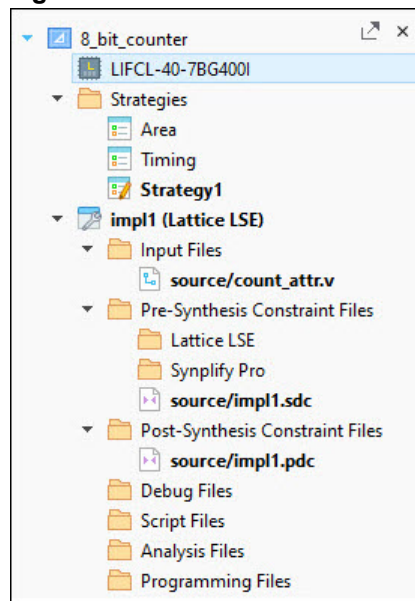 8_bit_counter
LIFCL-40-7BG400I
Strategies
Area
Timing
Strategy1
impl1 (Lattice LSE)
Input Files
source/count_attr.v
Pre-Synthesis Constraint Files
Lattice LSE
Synplify Pro
source/impl1.sdc
Post-Synthesis Constraint Files
source/impl1.pdc
Debug Files
Script Files
Analysis Files
Programming Files